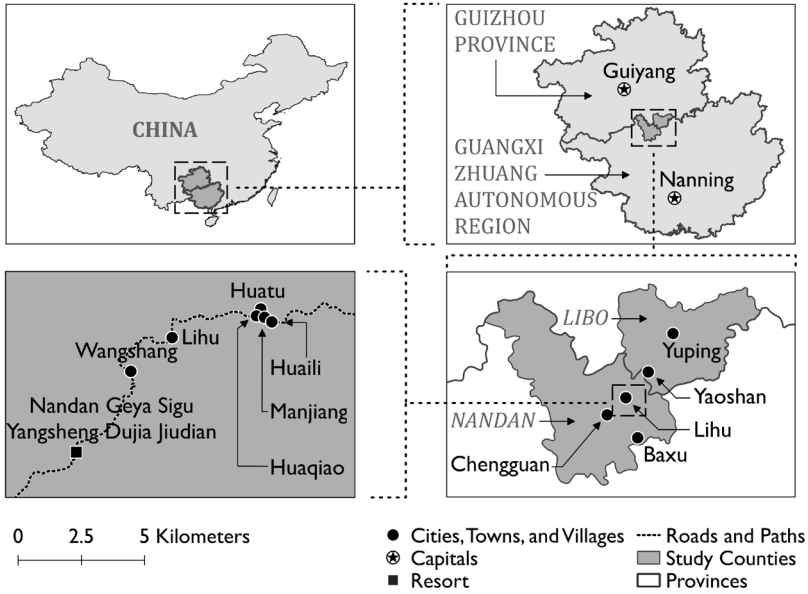 CHINA
GUIZHOU
PROVINCE
Guiyang
GUANGXI
ZHUANG
AUTONOMOUS
REGION
Nanning
Huatu
Lihu
Wangshang
Huaili
Nandan Geya Sigu
Yangsheng Dujia Jiudian
Manjiang
Huaqiao
LIBO
Yuping
Yaoshan
NANDAN
Lihu
Chengguan
Baxu
0 2.5 5 Kilometers
Cities, Towns, and Villages
Capitals
Resort
Roads and Paths
Study Counties
Provinces